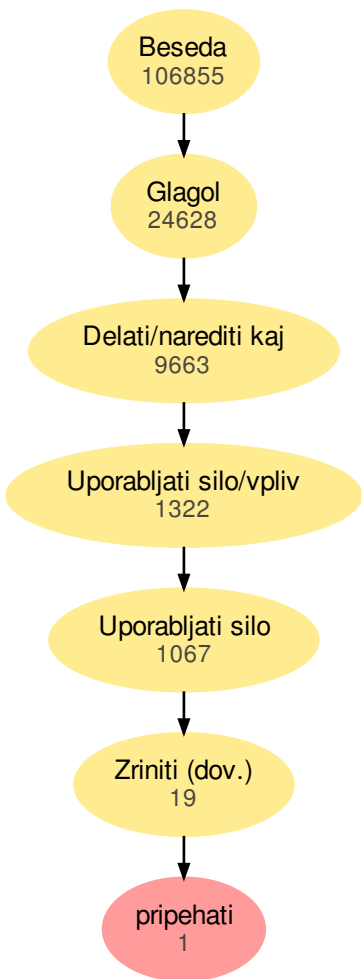 Beseda
106855
Glagol
24628
Delati/narediti kaj
9663
Uporabljati silo/vpliv
1322
Uporabljati silo
1067
Zriniti (dov.)
19
pripehati
1